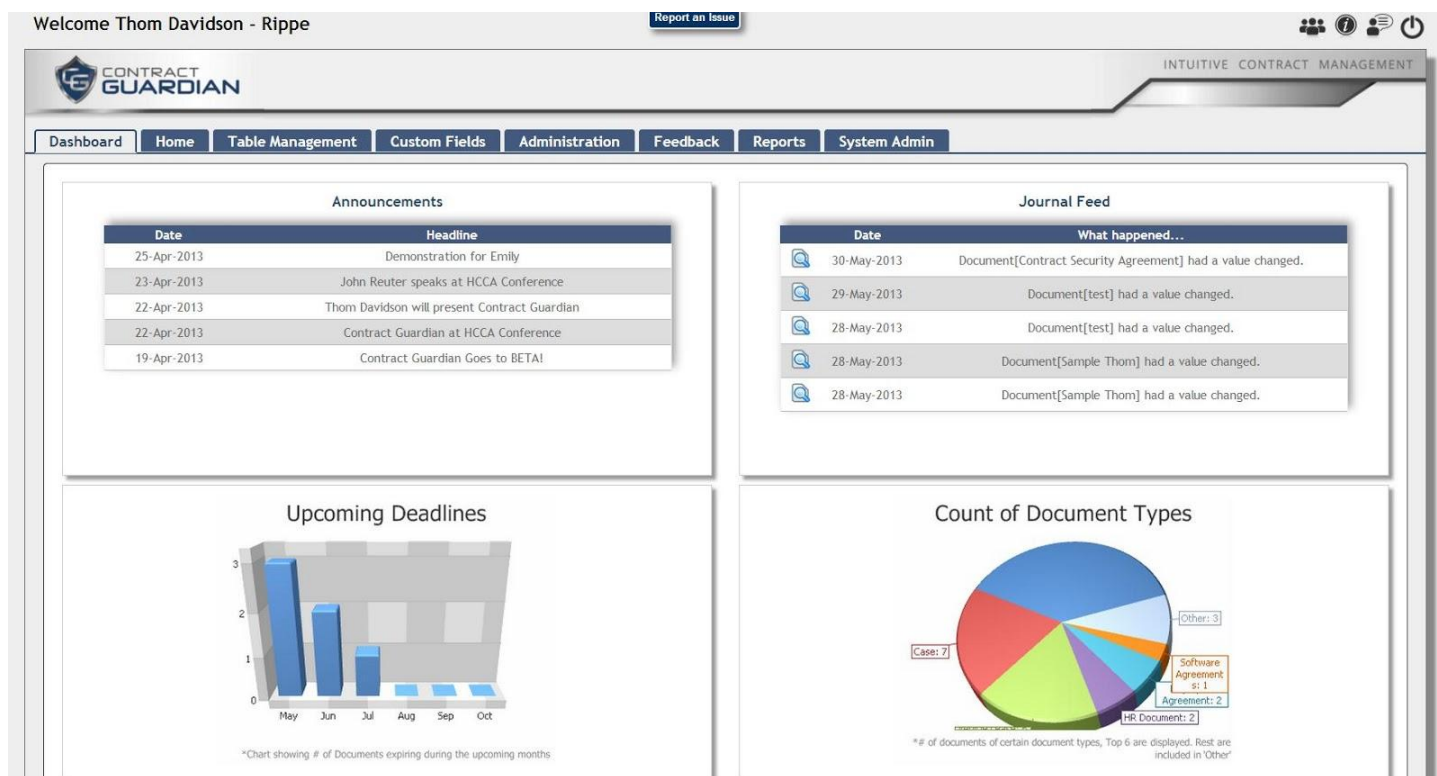 Welcome Thom Davidson - Rippe
Report an Issue
CONTRACT
GUARDIAN
INTUITIVE CONTRACT MANAGEMENT
Dashboard Home Table Management Custom Fields Administration Feedback Reports System Admin
Announcements
Date Headline
25-Apr-2013 Demonstration for Emily
23-Apr-2013 John Reuter speaks at HCCA Conference
22-Apr-2013 Thom Davidson will present Contract Guardian
22-Apr-2013 Contract Guardian at HCCA Conference
19-Apr-2013 Contract Guardian Goes to BETA!
Journal Feed
Date What happened...
30-May-2013 Document[Contract Security Agreement] had a value changed.
29-May-2013 Document[test] had a value changed.
28-May-2013 Document[test] had a value changed.
28-May-2013 Document[Sample Thom] had a value changed.
28-May-2013 Document[Sample Thom] had a value changed.
Upcoming Deadlines
3
2
1
0
May Jun Jul Aug Sep Oct
*Chart showing # of Documents expiring during the upcoming months
Count of Document Types
Other: 3
Case: 7
Software
Agreement
s: 1
Agreement: 2
HR Document: 2
*# of documents of certain document types, Top 6 are displayed. Rest are
included in 'Other'